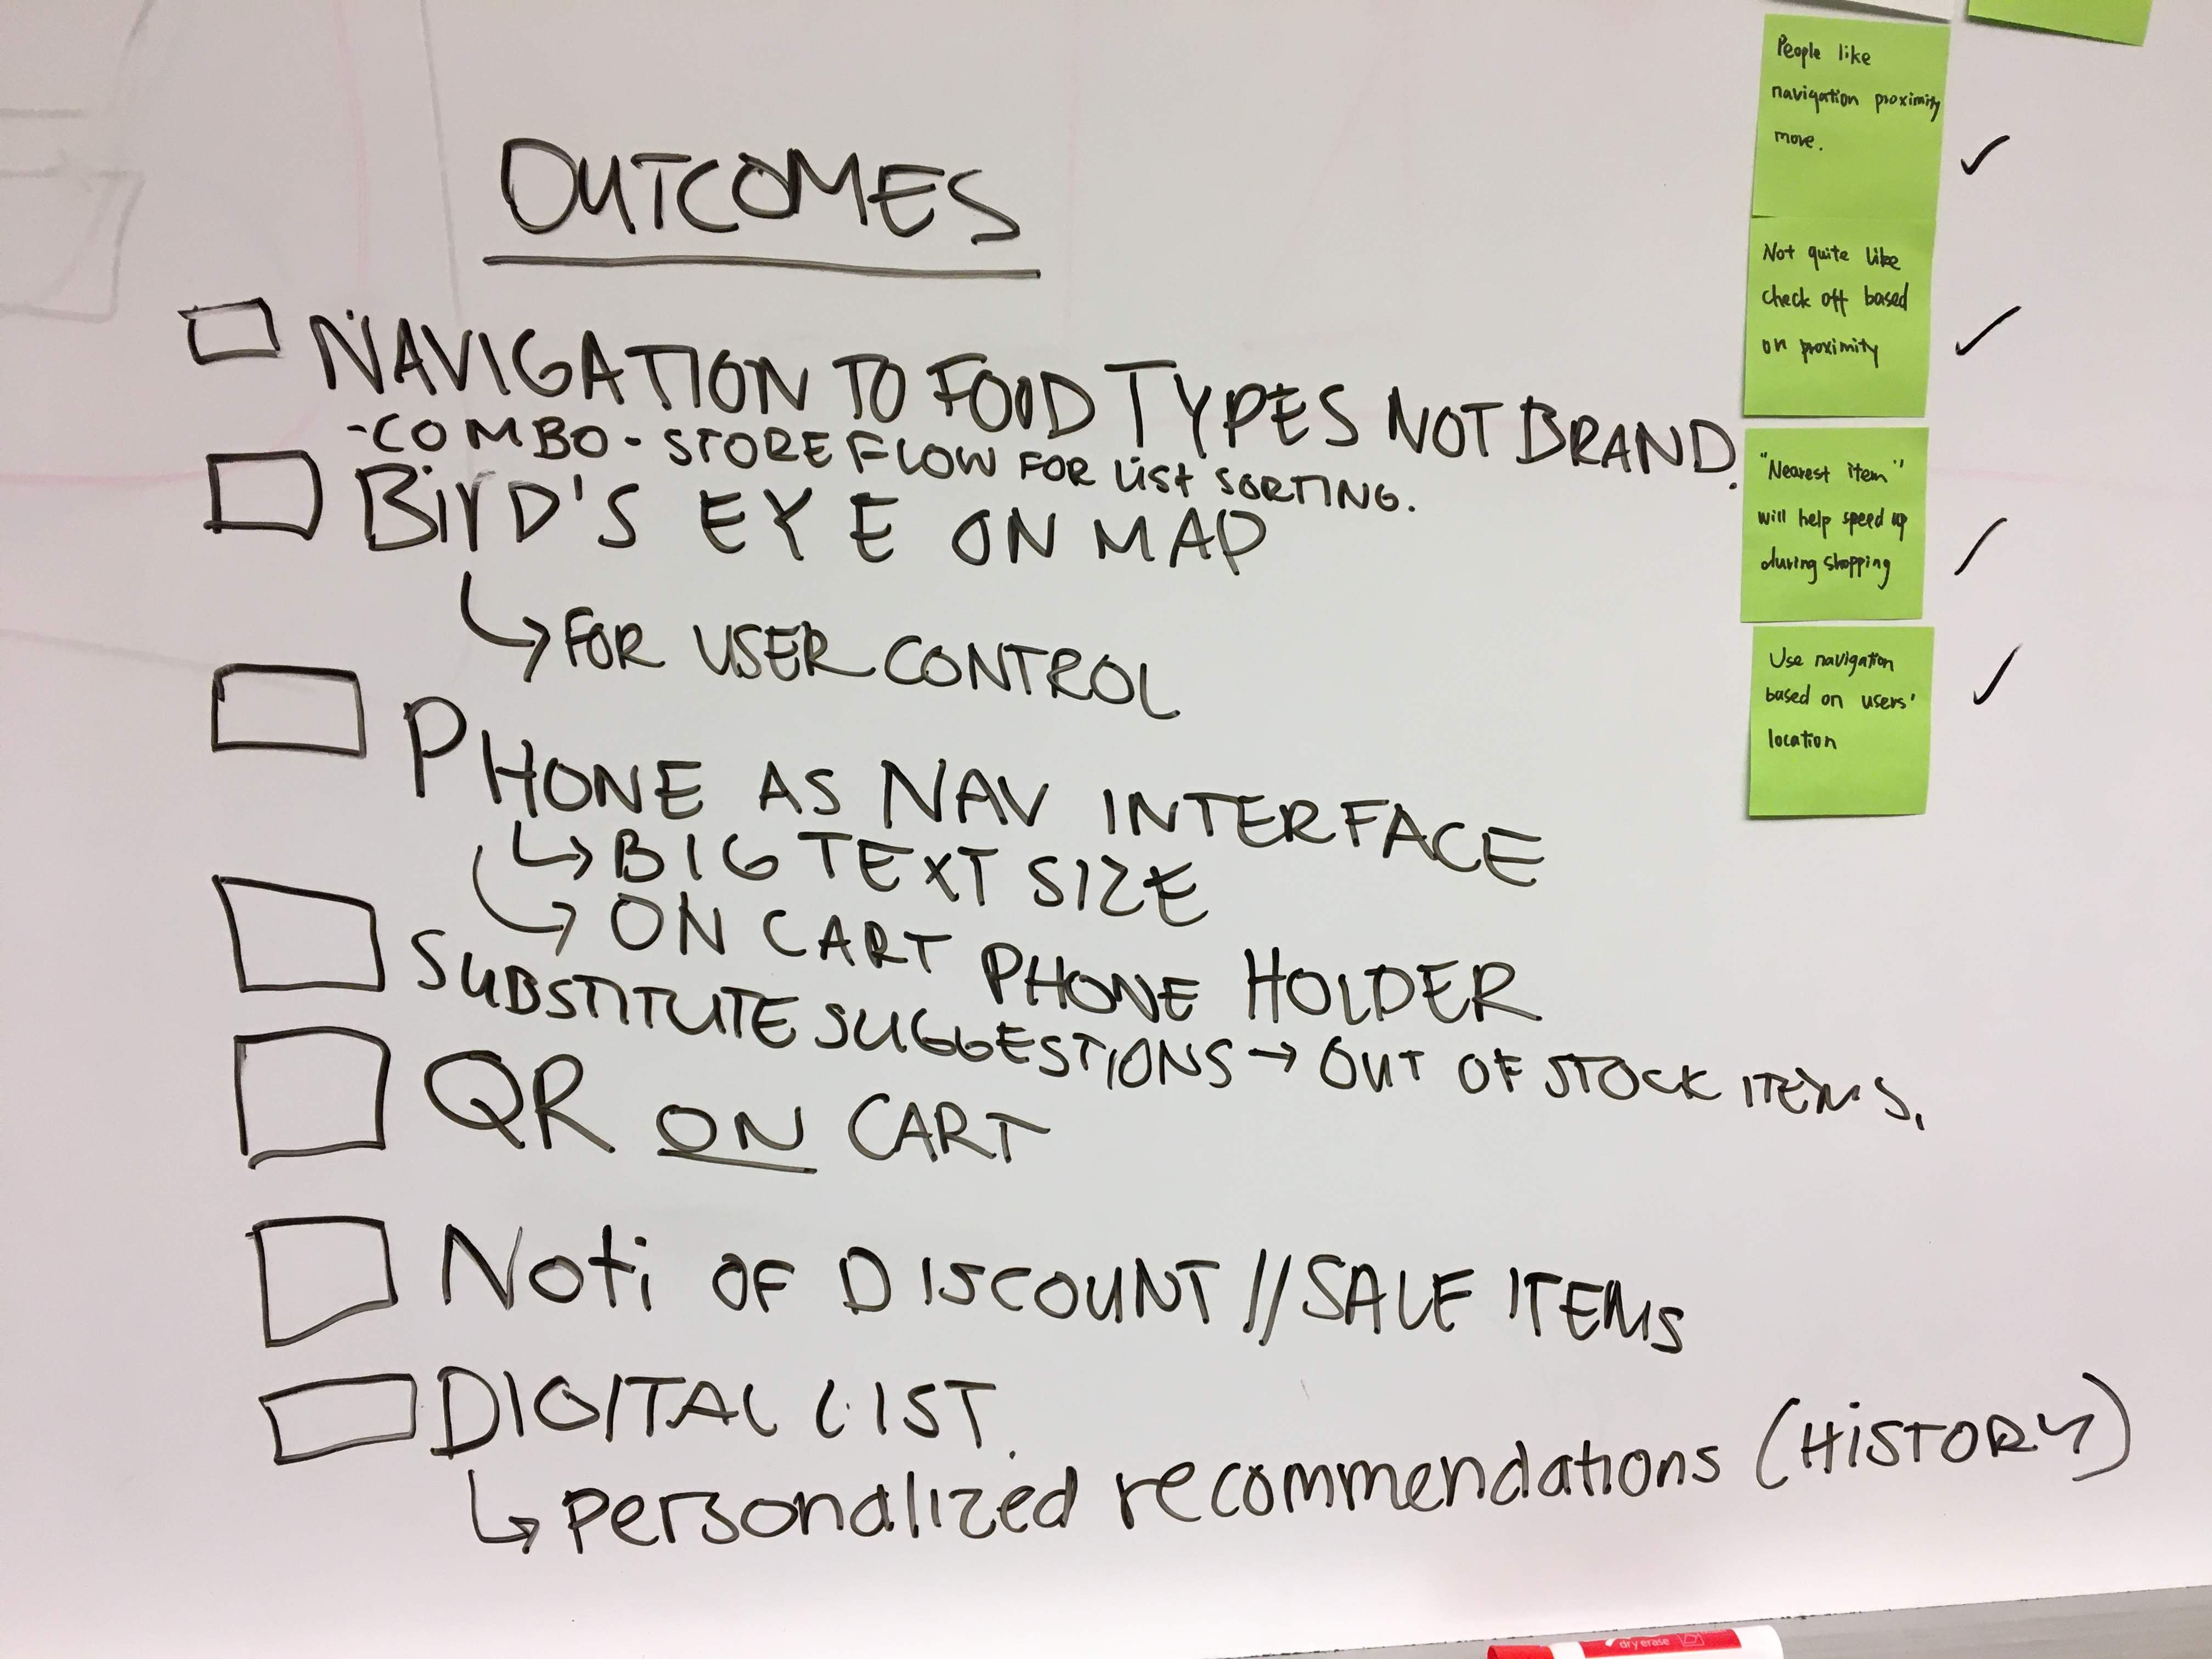 OUTCOMES
NAVIGATION TO FOOD TYPES NOT BRAND.
-COMBO - STORE FLOW FOR LIST SORTING.
BIRD'S EYE ON MAP
↳ FOR USER CONTROL
PHONE AS NAV INTERFACE
↳ BIG TEXT SIZE
↳ ON CART PHONE HOLDER
SUBSTITUTE SUGGESTIONS → OUT OF STOCK ITEMS.
QR ON CART
Noti OF DISCOUNT // SALE ITEMS
DIGITAL LIST.
↳ personalized recommendations (HISTORY)
People like
navigation proximity
more.
Not quite like
check off based
on proximity
"Nearest item"
will help speed up
during shopping
Use navigation
based on users'
location
dry erase